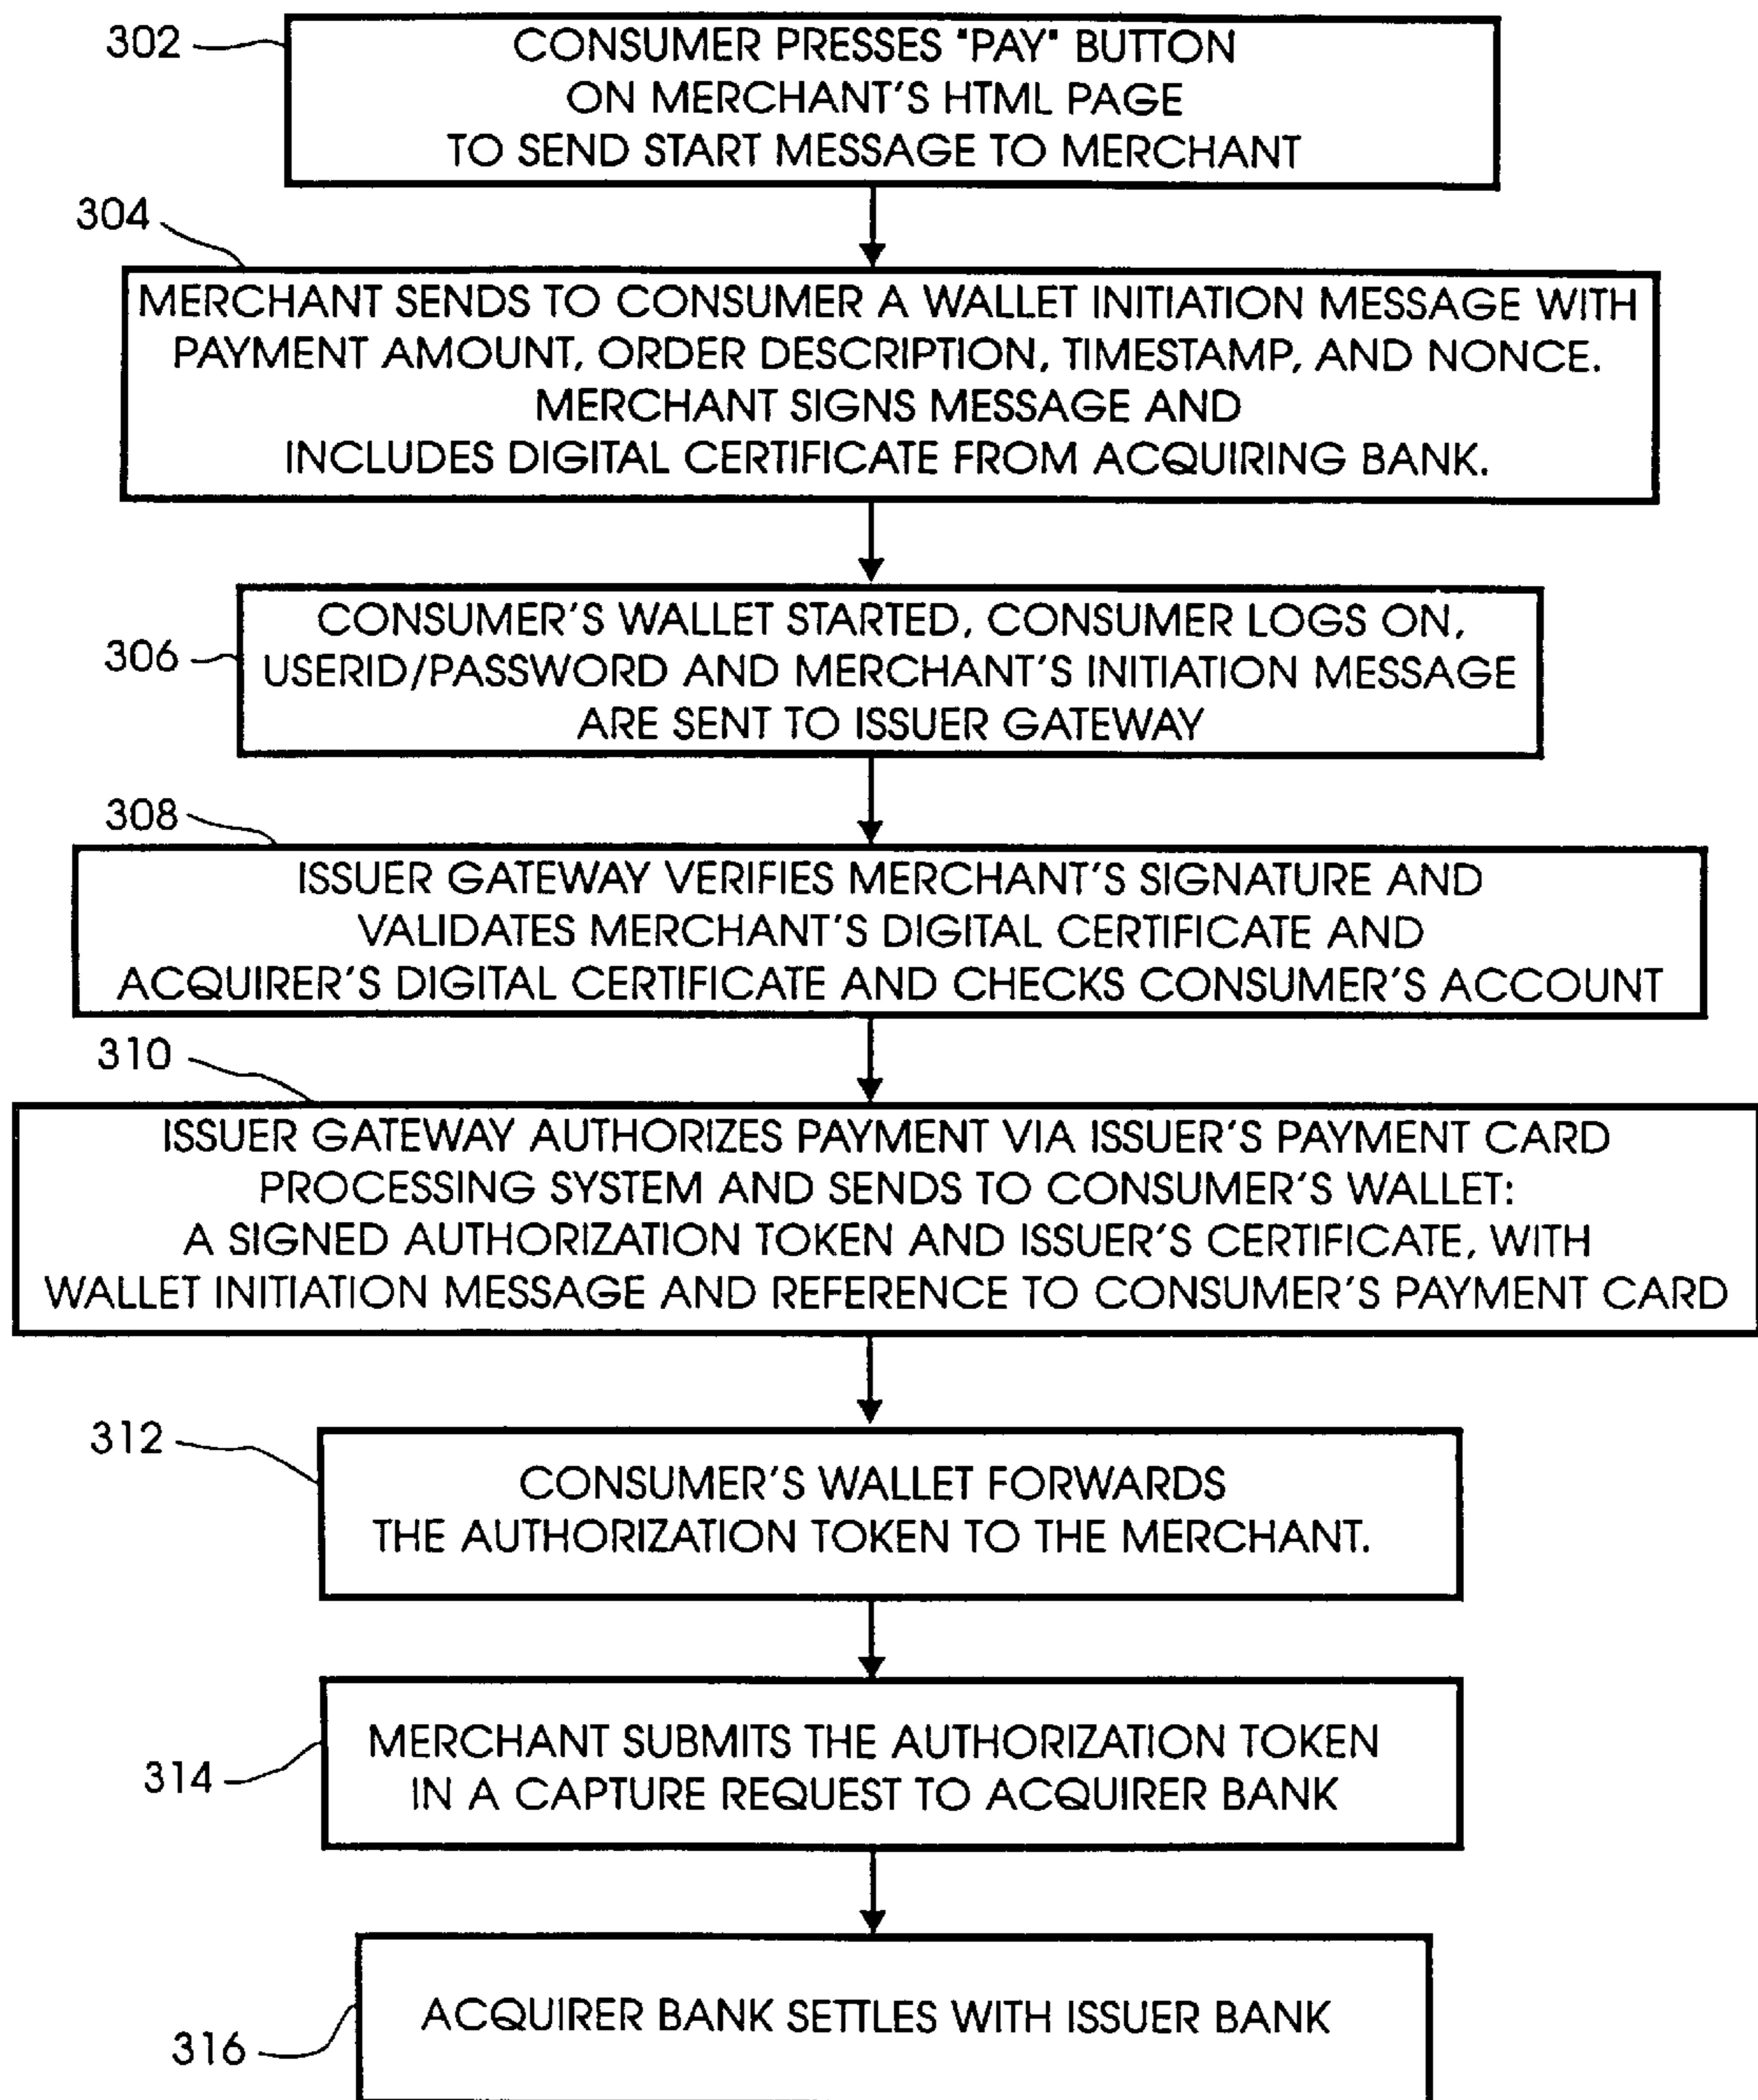 302
CONSUMER PRESSES "PAY" BUTTON
ON MERCHANT'S HTML PAGE
TO SEND START MESSAGE TO MERCHANT
304
MERCHANT SENDS TO CONSUMER A WALLET INITIATION MESSAGE WITH
PAYMENT AMOUNT, ORDER DESCRIPTION, TIMESTAMP, AND NONCE.
MERCHANT SIGNS MESSAGE AND
INCLUDES DIGITAL CERTIFICATE FROM ACQUIRING BANK.
306
CONSUMER'S WALLET STARTED, CONSUMER LOGS ON,
USERID/PASSWORD AND MERCHANT'S INITIATION MESSAGE
ARE SENT TO ISSUER GATEWAY
308
ISSUER GATEWAY VERIFIES MERCHANT'S SIGNATURE AND
VALIDATES MERCHANT'S DIGITAL CERTIFICATE AND
ACQUIRER'S DIGITAL CERTIFICATE AND CHECKS CONSUMER'S ACCOUNT
310
ISSUER GATEWAY AUTHORIZES PAYMENT VIA ISSUER'S PAYMENT CARD
PROCESSING SYSTEM AND SENDS TO CONSUMER'S WALLET:
A SIGNED AUTHORIZATION TOKEN AND ISSUER'S CERTIFICATE, WITH
WALLET INITIATION MESSAGE AND REFERENCE TO CONSUMER'S PAYMENT CARD
312
CONSUMER'S WALLET FORWARDS
THE AUTHORIZATION TOKEN TO THE MERCHANT.
314
MERCHANT SUBMITS THE AUTHORIZATION TOKEN
IN A CAPTURE REQUEST TO ACQUIRER BANK
316
ACQUIRER BANK SETTLES WITH ISSUER BANK